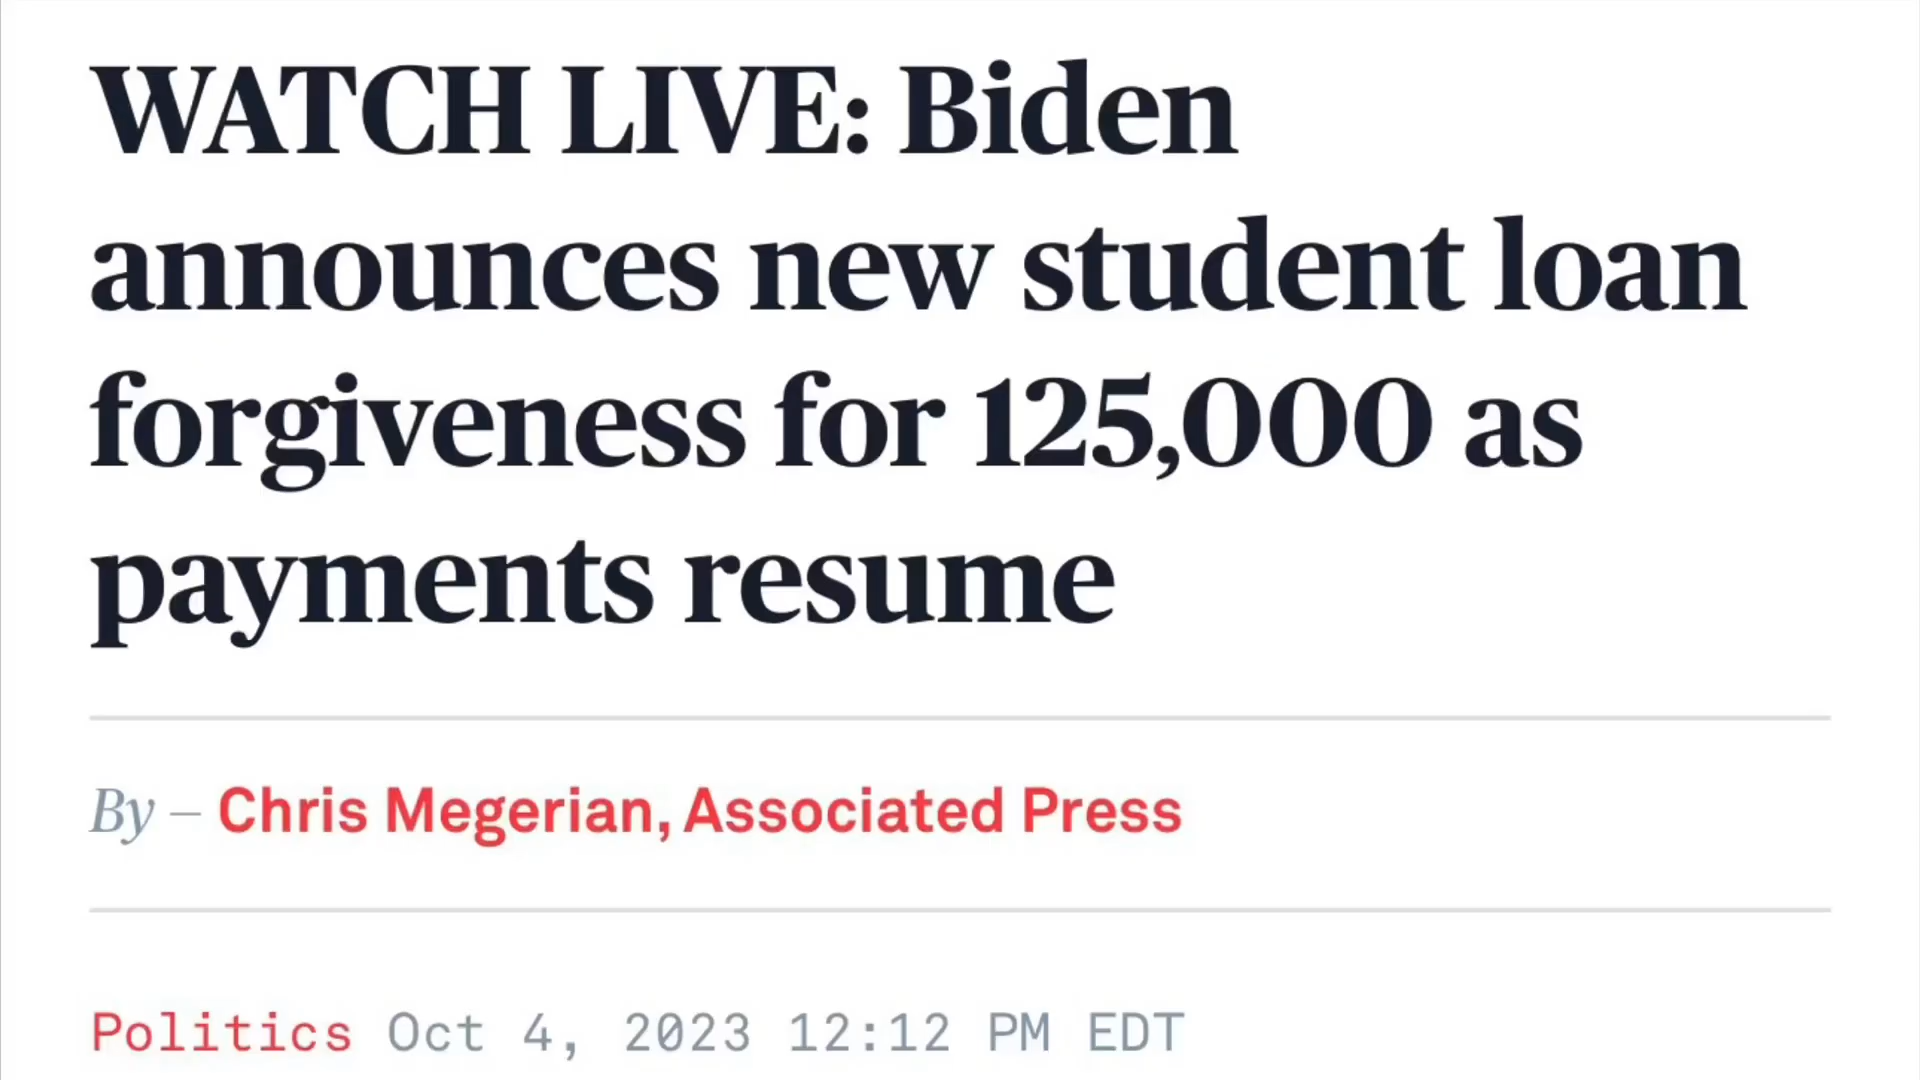 WATCH LIVE: Biden
announces new student loan
forgiveness for 125,000 as
payments resume
By – Chris Megerian, Associated Press
Politics Oct 4, 2023 12:12 PM EDT